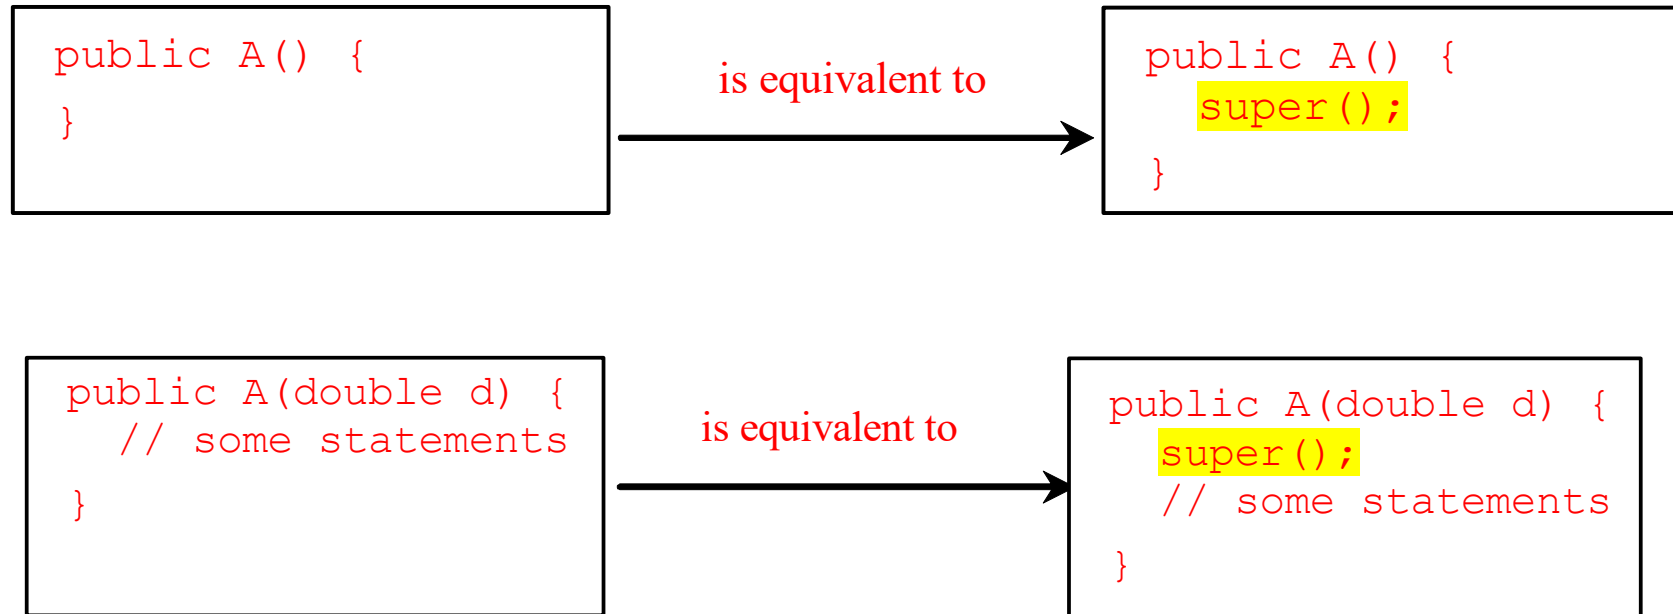 public A() {
}
is equivalent to
public A() {
super();
}
public A(double d) {
// some statements
}
is equivalent to
public A(double d) {
super();
// some statements
}